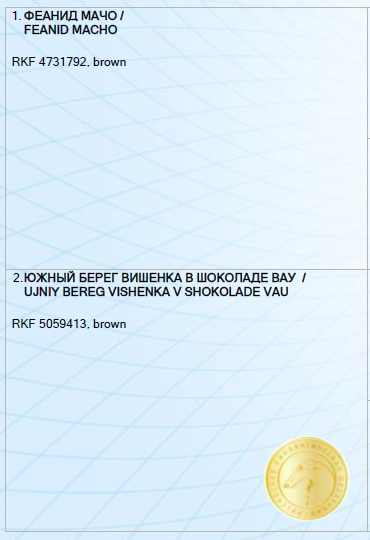 1. ФЕАНИД МАЧО /
FEANID MACHO
RKF 4731792, brown
2. ЮЖНЫЙ БЕРЕГ ВИШЕНКА В ШОКОЛАДЕ ВАУ /
UJNIY BEREG VISHENKA V SHOKOLADE VAU
RKF 5059413, brown